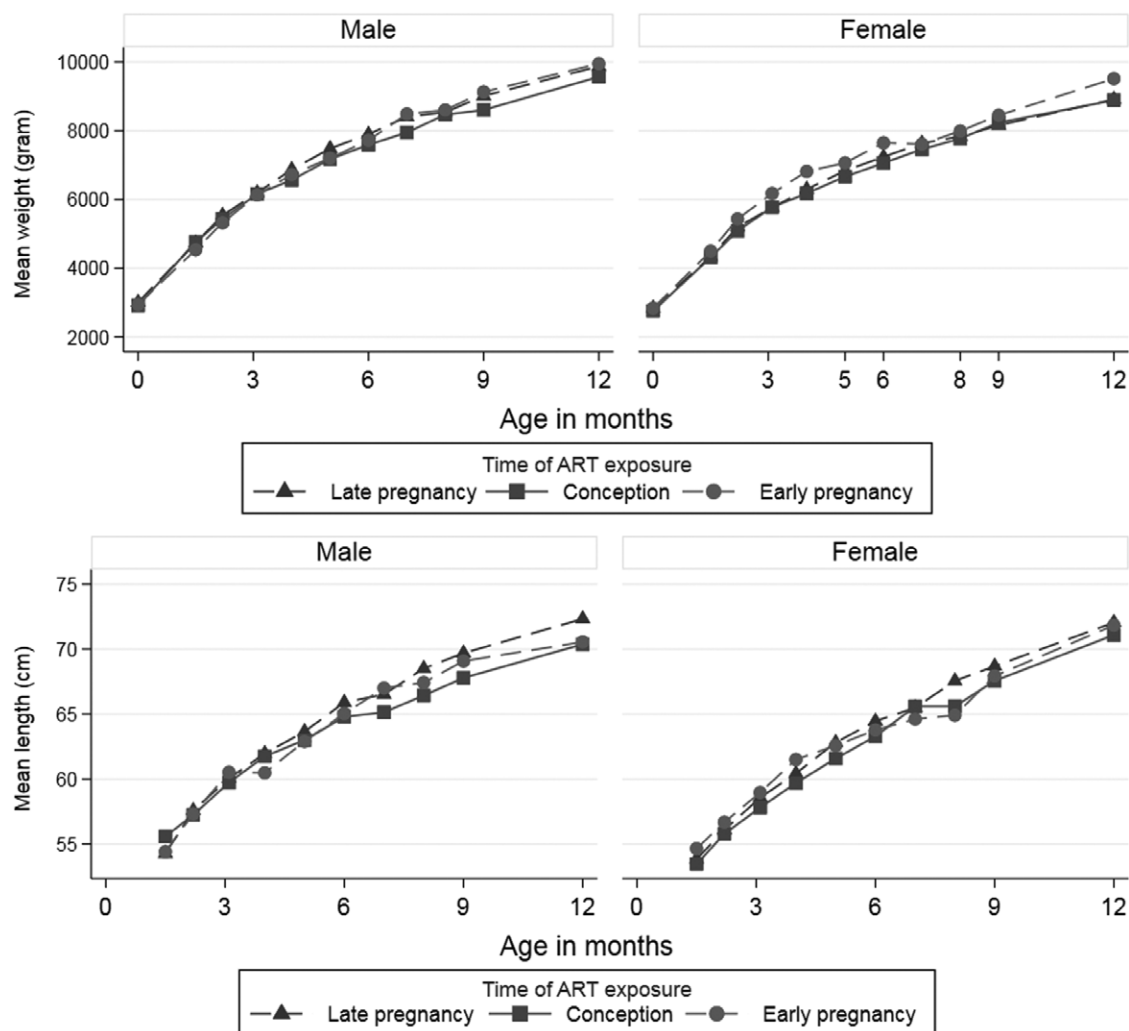 Male Female
Mean weight (gram)
10000
8000
6000
4000
2000
0 3 6 9 12 0 3 5 6 8 9 12
Age in months
Time of ART exposure
Late pregnancy Conception Early pregnancy
Male Female
Mean length (cm)
75
70
65
60
55
0 3 6 9 12 0 3 6 9 12
Age in months
Time of ART exposure
Late pregnancy Conception Early pregnancy